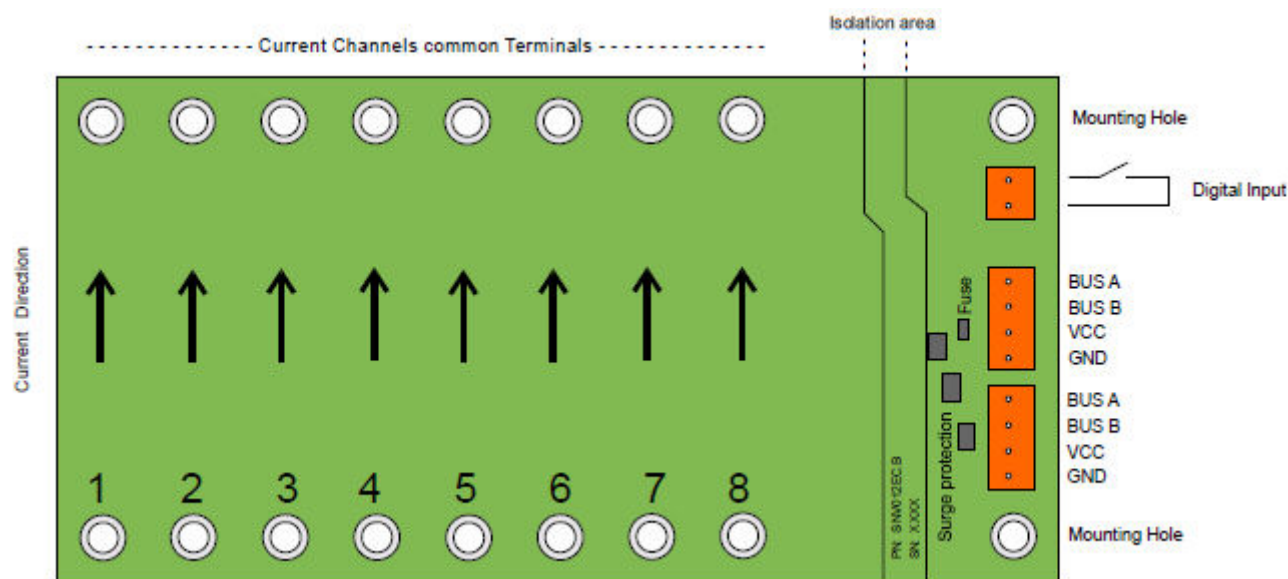 Isolation area
Current Channels common Terminals
Mounting Hole
Digital Input
Current Direction
Fuse
BUS A
BUS B
VCC
GND
BUS A
BUS B
VCC
GND
Surge protection
1 2 3 4 5 6 7 8
PN: SNW012EC.B
SN: XXXX
Mounting Hole